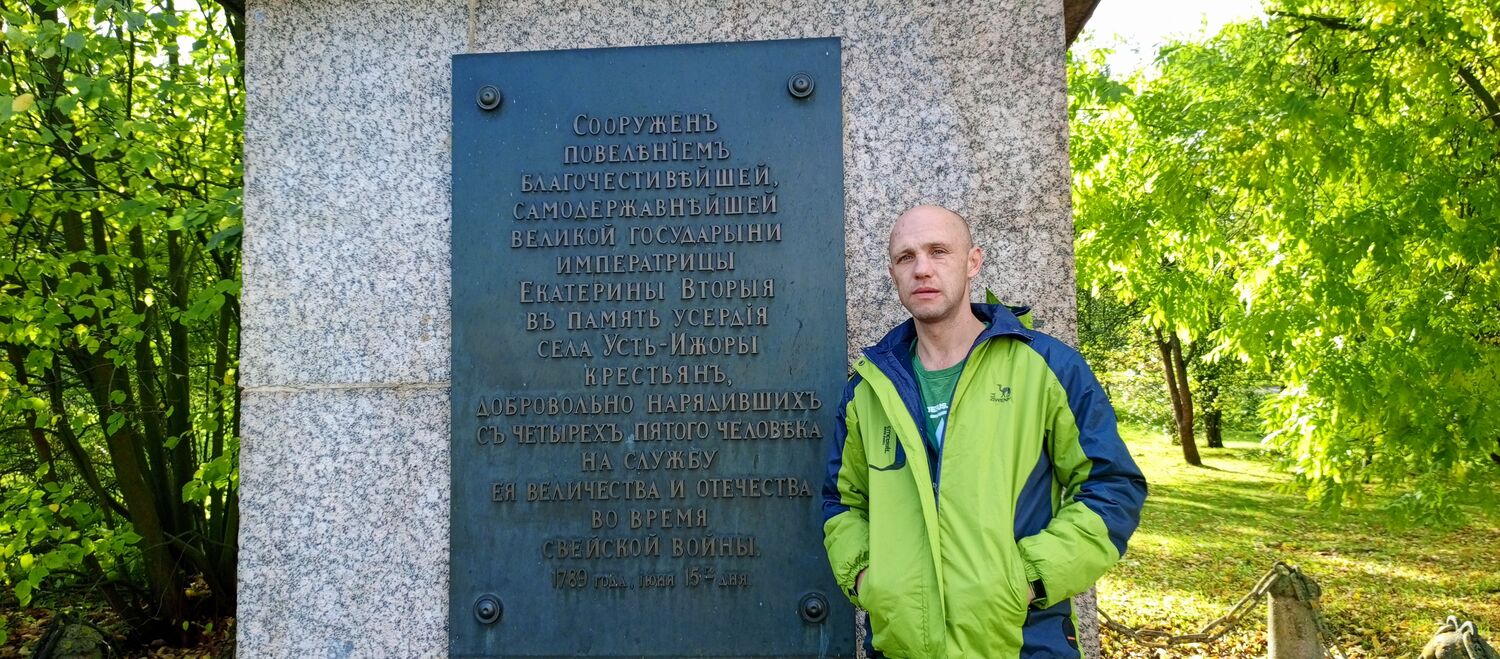 Сооруженъ
повелѣніемъ
благочестивѣйшей,
самодержавнѣйшей
великой государыни
императрицы
Екатерины Вторыя
въ память усердія
села Усть-Ижоры
крестьянъ,
добровольно нарядившихъ
съ четырехъ пятого человѣка
на службу
ея величества и отечества
во время
свейской войны.
1789 года, июня 15го дня.